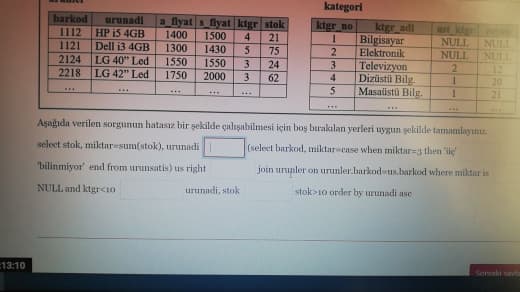 kategori
barkod urunadi a_fiyat s_fiyat ktgr stok
1112 HP i5 4GB 1400 1500 4 21
1121 Dell i3 4GB 1300 1430 5 75
2124 LG 40" Led 1550 1550 3 24
2218 LG 42" Led 1750 2000 3 62
... ... ... ... ... ...
ktgr_no ktgr_adi
1 Bilgisayar NULL NULL
2 Elektronik NULL NULL
3 Televizyon 2 12
4 Dizüstü Bilg. 1 20
5 Masaüstü Bilg. 1 21
... ... ... ...
Aşağıda verilen sorgunun hatasız bir şekilde çalışabilmesi için boş bırakılan yerleri uygun şekilde tamamlayınız.
select stok, miktar=sum(stok), urunadi (select barkod, miktar=case when miktar=3 then 'üç'
'bilinmiyor' end from urunsatis) us right join urunler on urunler.barkod=us.barkod where miktar is
NULL and ktgr<10 urunadi, stok stok>10 order by urunadi asc
13:10
Sonraki sayfa